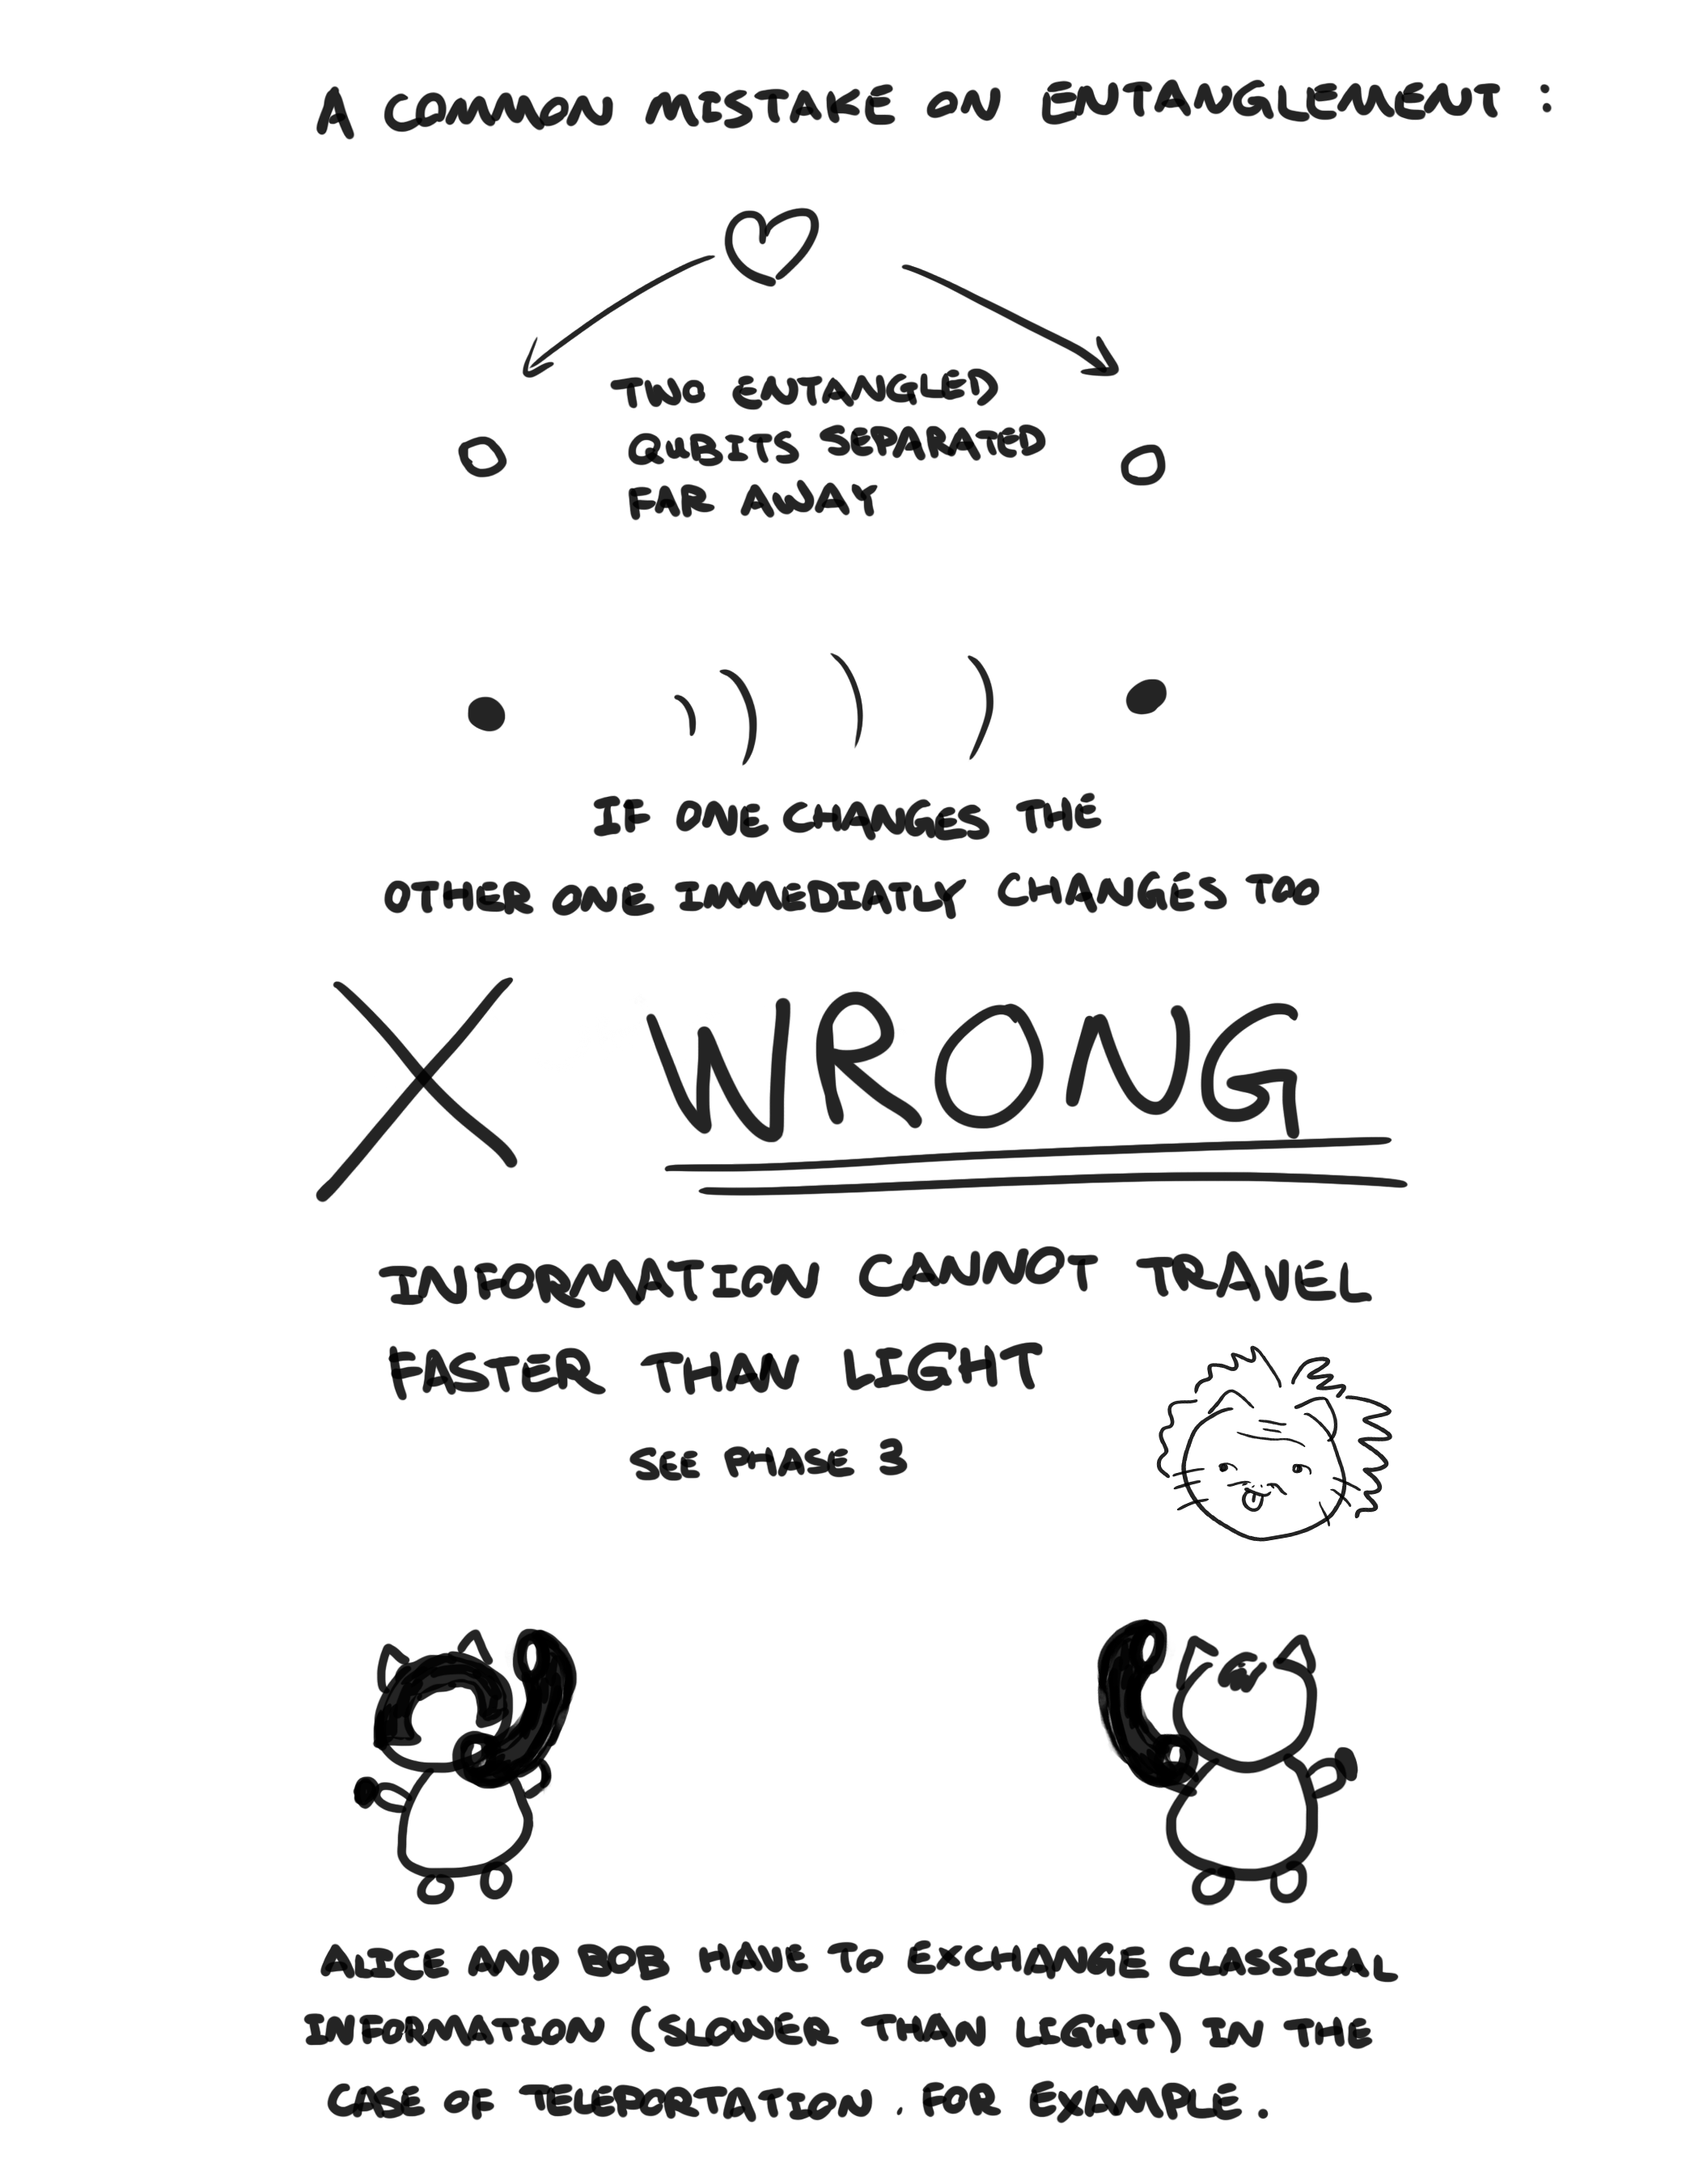 A COMMON MISTAKE ON ENTANGLEMENT :
TWO ENTANGLED
QUBITS SEPARATED
FAR AWAY
IF ONE CHANGES THE
OTHER ONE IMMEDIATLY CHANGES TOO
X WRONG
INFORMATION CANNOT TRAVEL
FASTER THAN LIGHT
SEE PHASE 3
ALICE AND BOB HAVE TO EXCHANGE CLASSICAL
INFORMATION (SLOWER THAN LIGHT) IN THE
CASE OF TELEPORTATION . FOR EXAMPLE .